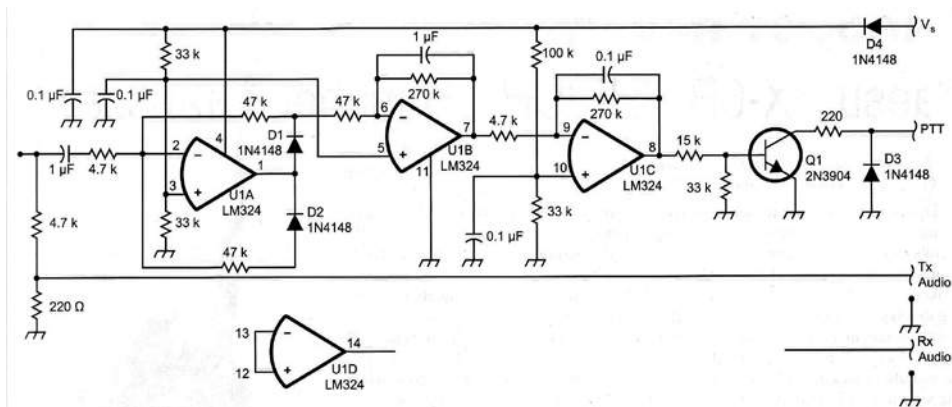 33 k
0.1 µF
0.1 µF
1 µF
4.7 k
4.7 k
220 Ω
47 k
2
3
4
1
U1A
LM324
33 k
47 k
D1
1N4148
D2
1N4148
47 k
1 µF
270 k
6
5
7
11
U1B
LM324
4.7 k
100 k
0.1 µF
33 k
0.1 µF
270 k
9
10
8
U1C
LM324
15 k
33 k
Q1
2N3904
220
D3
1N4148
D4
1N4148
Vs
PTT
Tx
Audio
Rx
Audio
13
12
14
U1D
LM324